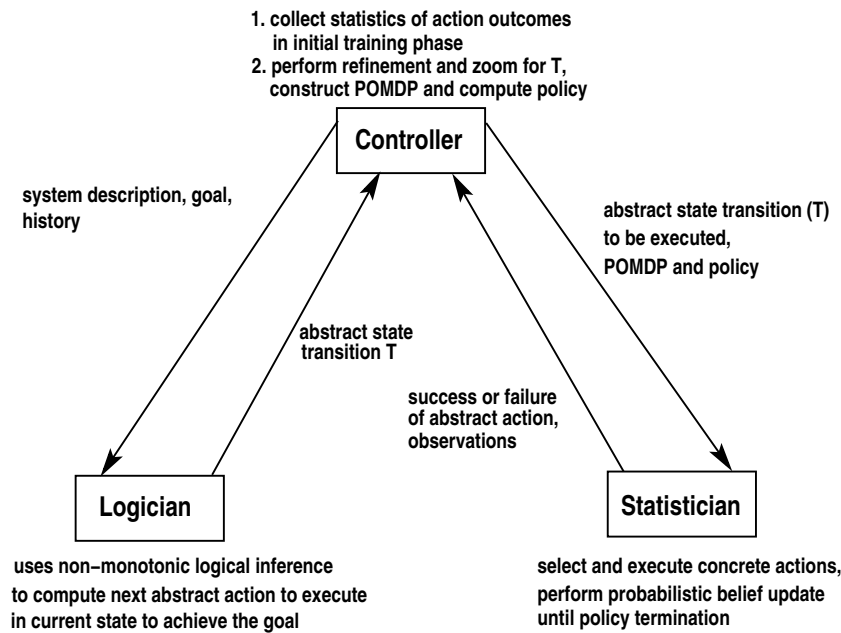 1. collect statistics of action outcomes
in initial training phase
2. perform refinement and zoom for T,
construct POMDP and compute policy
Controller
system description, goal,
history
abstract state transition (T)
to be executed,
POMDP and policy
abstract state
transition T
success or failure
of abstract action,
observations
Logician
Statistician
uses non−monotonic logical inference
to compute next abstract action to execute
in current state to achieve the goal
select and execute concrete actions,
perform probabilistic belief update
until policy termination